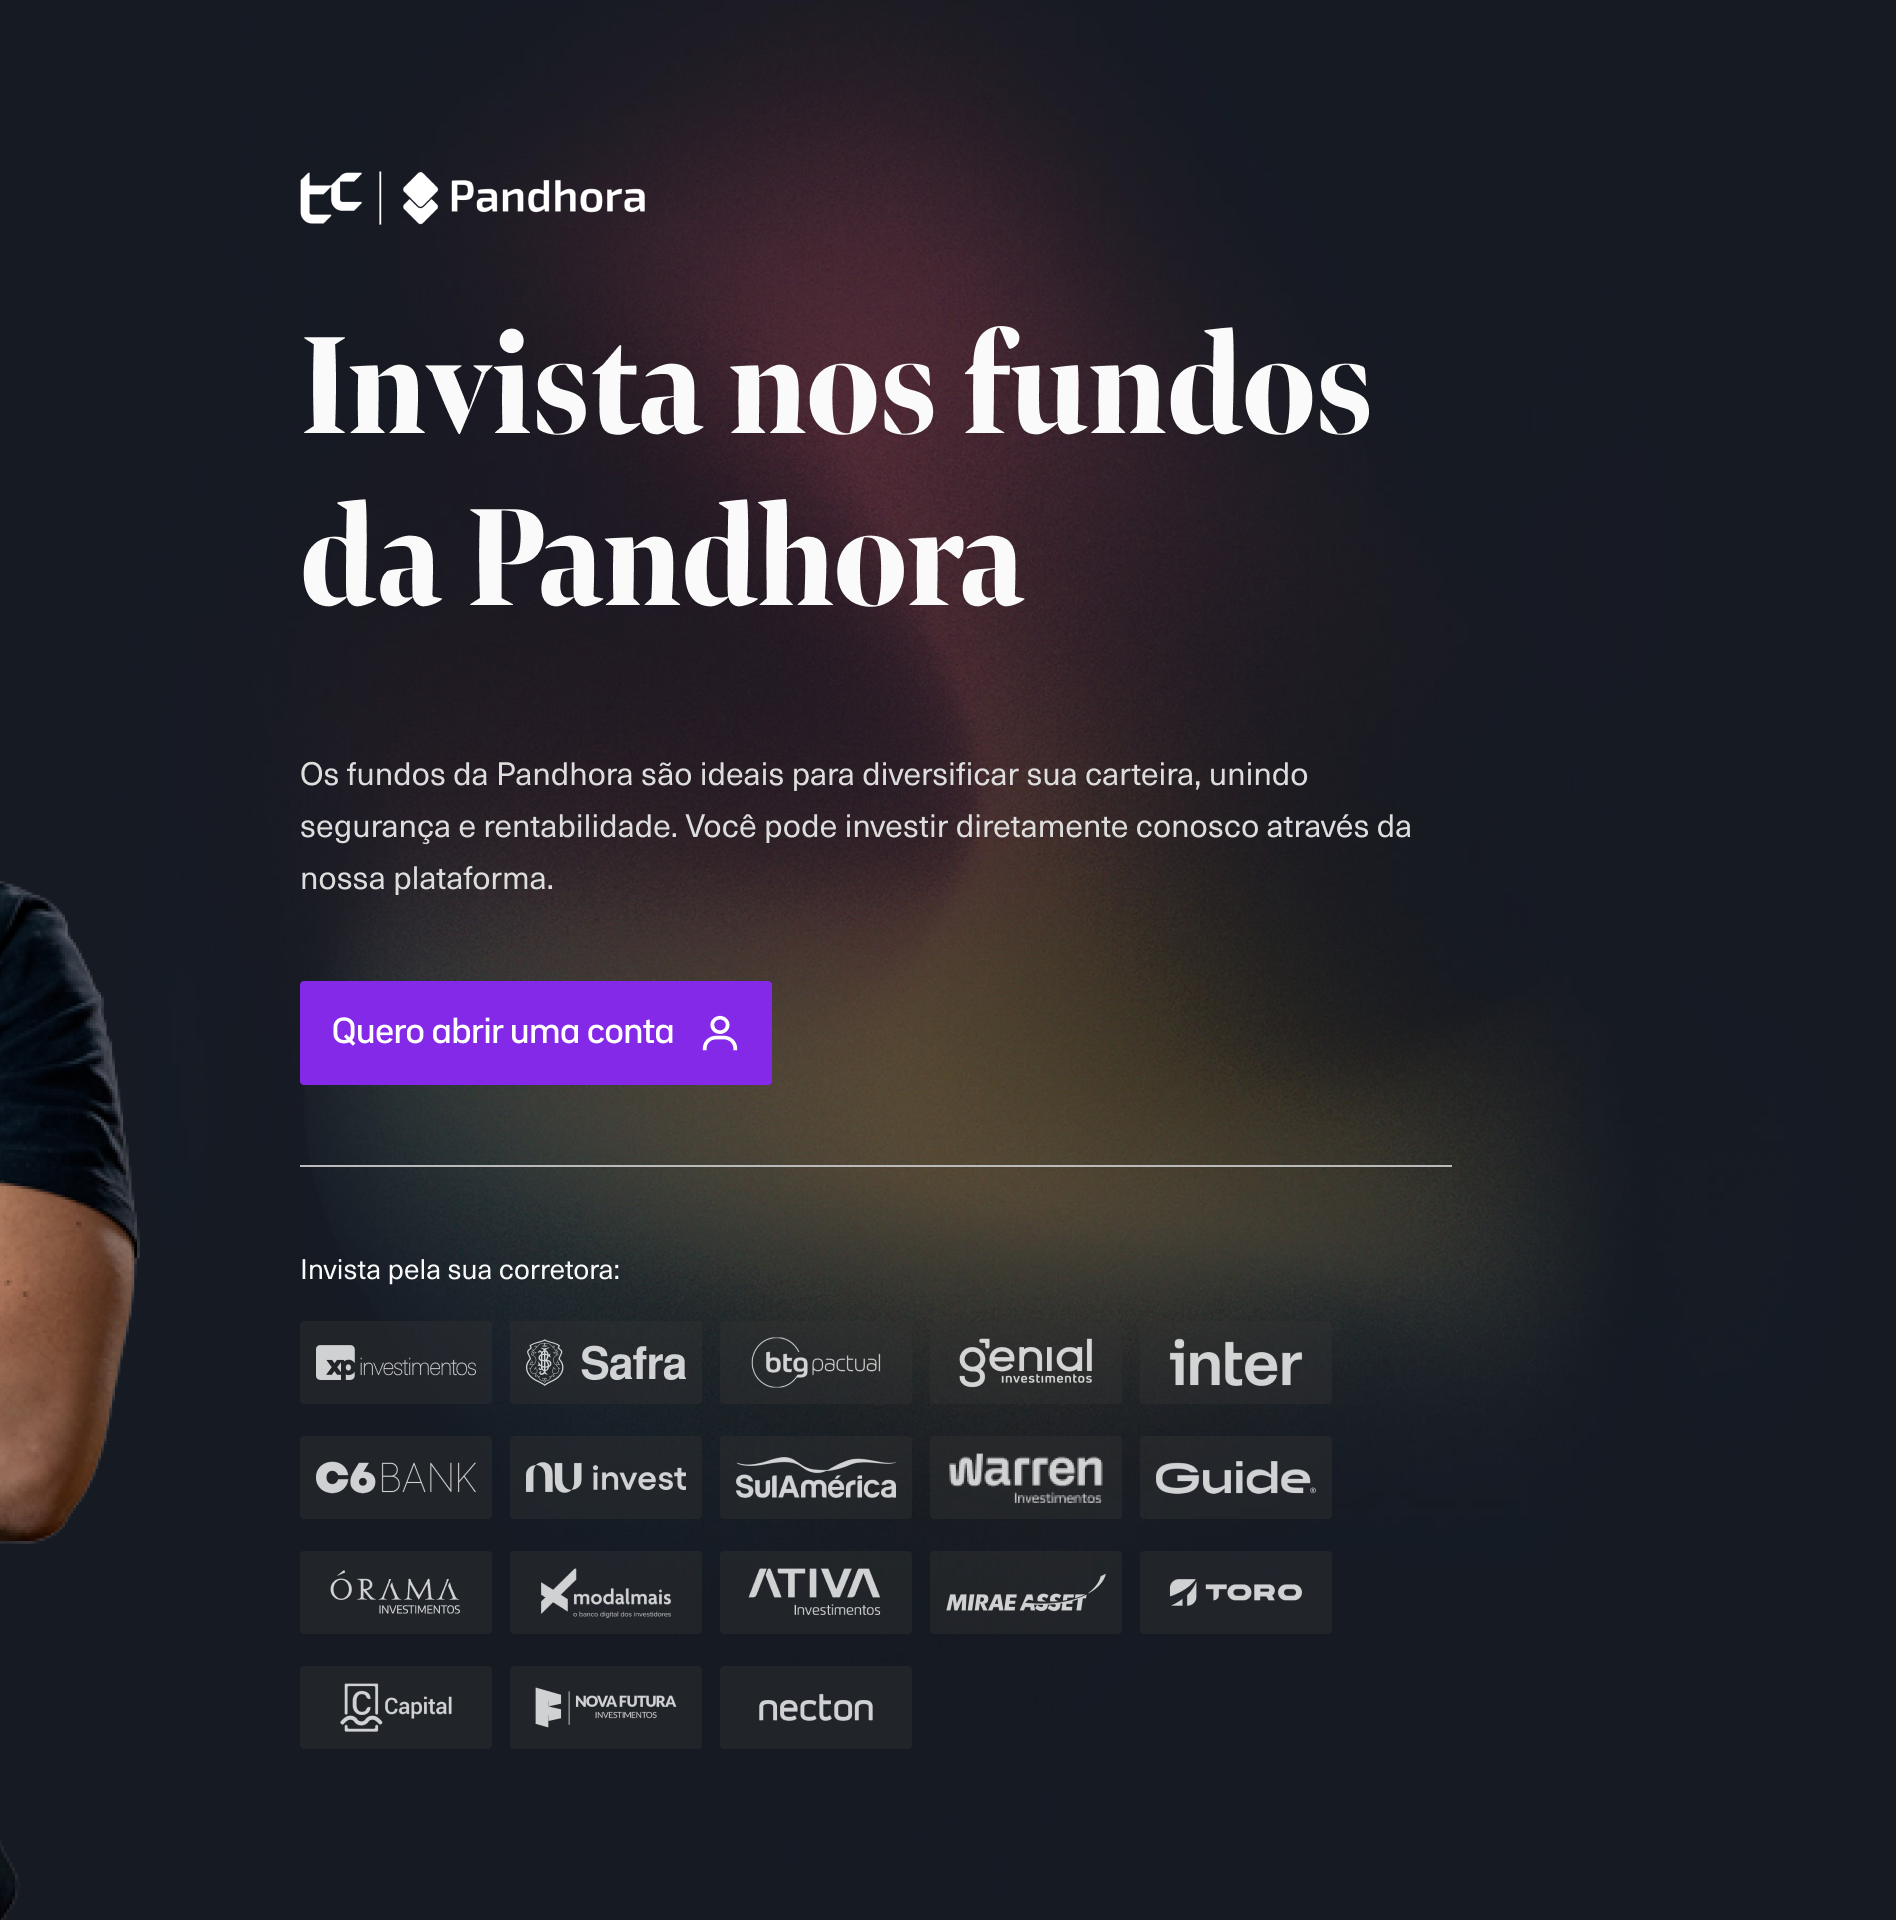 tc | Pandhora
Invista nos fundos
da Pandhora
Os fundos da Pandhora são ideais para diversificar sua carteira, unindo
segurança e rentabilidade. Você pode investir diretamente conosco através da
nossa plataforma.
Quero abrir uma conta
Invista pela sua corretora:
xp investimentos
Safra
btg pactual
genial
investimentos
inter
C6 BANK
nu invest
SulAmérica
warren
Investimentos
Guide®
ÓRAMA
INVESTIMENTOS
modalmais
o banco digital dos investidores
ATIVA
Investimentos
MIRAE ASSET
TORO
C Capital
NOVA FUTURA
INVESTIMENTOS
necton